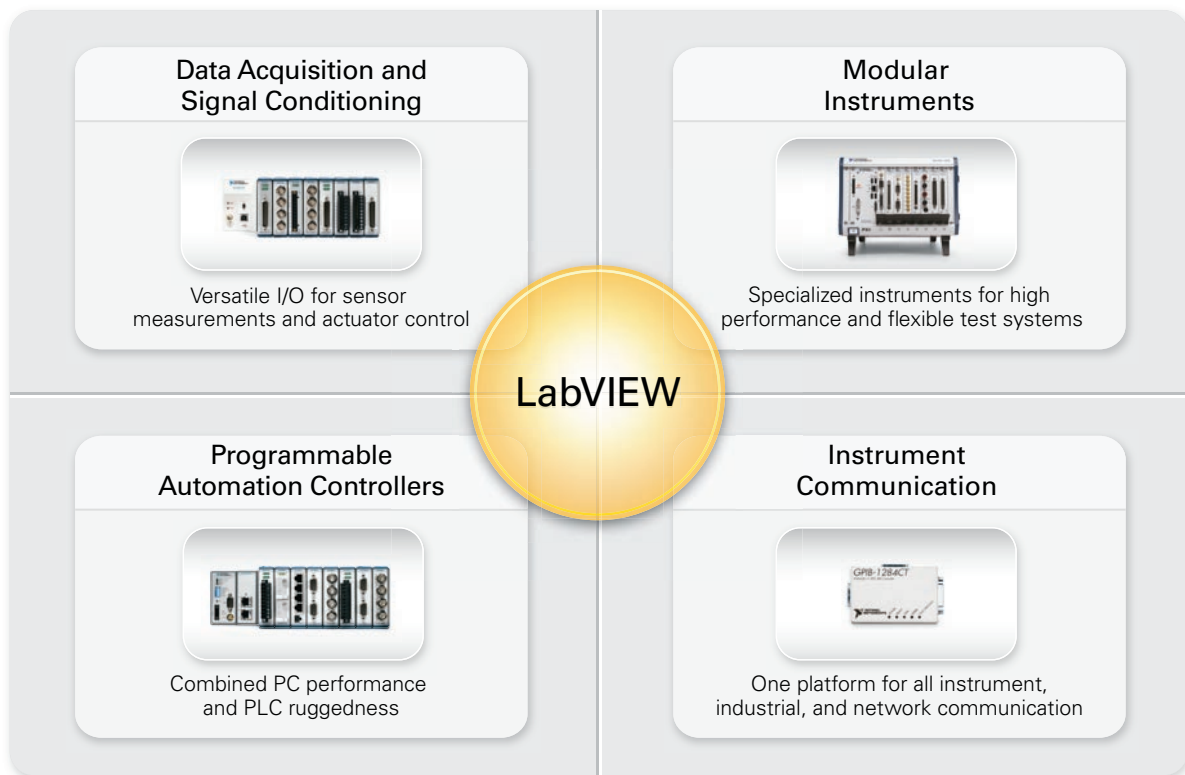 Data Acquisition and
Signal Conditioning
Versatile I/O for sensor
measurements and actuator control
Modular
Instruments
Specialized instruments for high
performance and flexible test systems
LabVIEW
Programmable
Automation Controllers
Combined PC performance
and PLC ruggedness
Instrument
Communication
GPIB-1284CT
One platform for all instrument,
industrial, and network communication